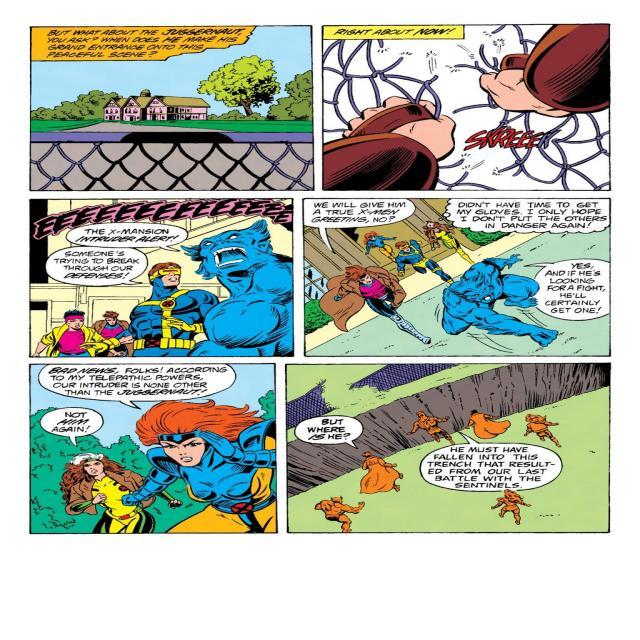 BUT WHAT ABOUT THE JUGGERNAUT,
YOU ASK? WHEN DOES HE MAKE HIS
GRAND ENTRANCE ONTO THIS
PEACEFUL SCENE?
RIGHT ABOUT NOW!
SKREEEE
EEEEEEEEEEEEEEEE
THE X-MANSION
INTRUDER ALERT!
SOMEONE'S
TRYING TO BREAK
THROUGH OUR
DEFENSES!
WE WILL GIVE HIM
A TRUE X-MEN
GREETING, NO?
DIDN'T HAVE TIME TO GET
MY GLOVES. I ONLY HOPE
I DON'T PUT THE OTHERS
IN DANGER AGAIN!
YES,
AND IF HE'S
LOOKING
FOR A FIGHT,
HE'LL
CERTAINLY
GET ONE!
BAD NEWS, FOLKS! ACCORDING
TO MY TELEPATHIC POWERS,
OUR INTRUDER IS NONE OTHER
THAN THE JUGGERNAUT!
NOT
HIM
AGAIN!
BUT
WHERE
IS HE?
HE MUST HAVE
FALLEN INTO THIS
TRENCH THAT RESULT-
ED FROM OUR LAST
BATTLE WITH THE
SENTINELS.